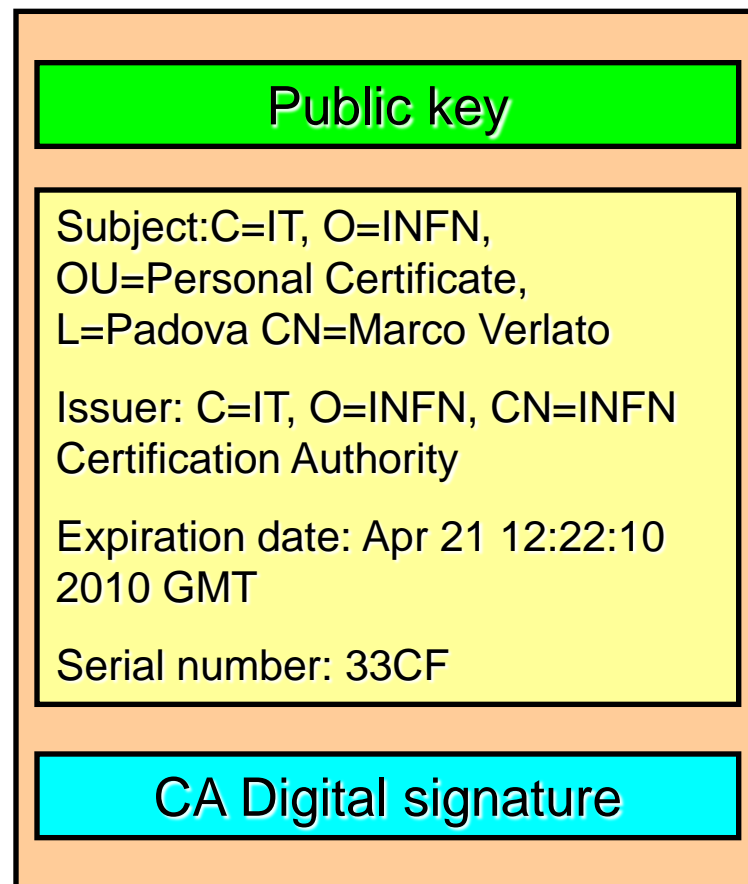 Public key
Subject:C=IT, O=INFN,
OU=Personal Certificate,
L=Padova CN=Marco Verlato
Issuer: C=IT, O=INFN, CN=INFN
Certification Authority
Expiration date: Apr 21 12:22:10
2010 GMT
Serial number: 33CF
CA Digital signature